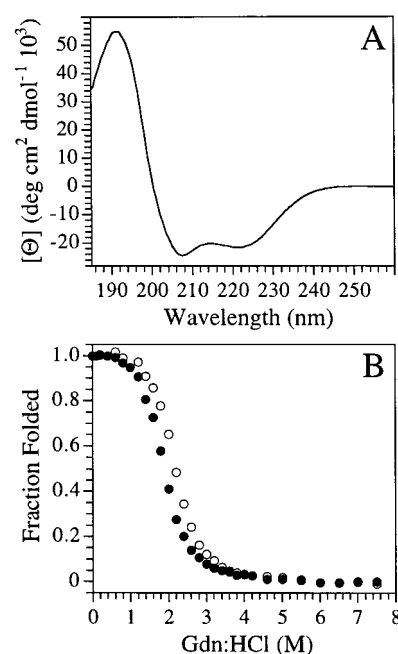 A
50
40
30
20
10
0
-10
-20
[Θ] (deg cm² dmol⁻¹ 10³)
190 200 210 220 230 240 250
Wavelength (nm)
B
1.0
0.8
0.6
0.4
0.2
0
Fraction Folded
0 1 2 3 4 5 6 7 8
Gdn:HCl (M)